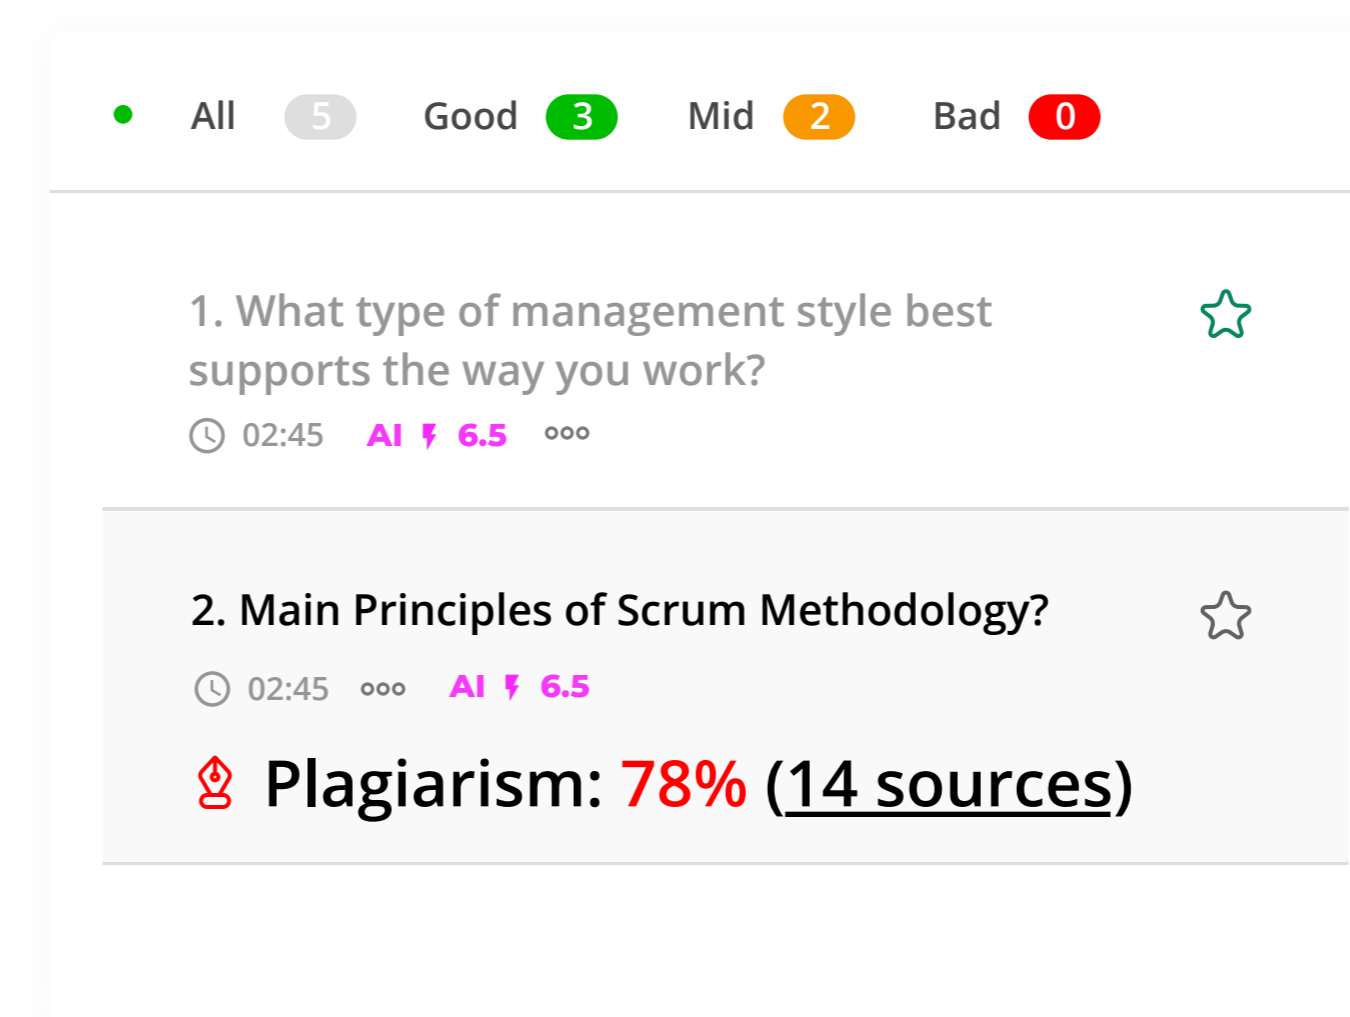 All 5 Good 3 Mid 2 Bad 0
1. What type of management style best
supports the way you work?
02:45 AI 6.5
2. Main Principles of Scrum Methodology?
02:45 AI 6.5
Plagiarism: 78% (14 sources)